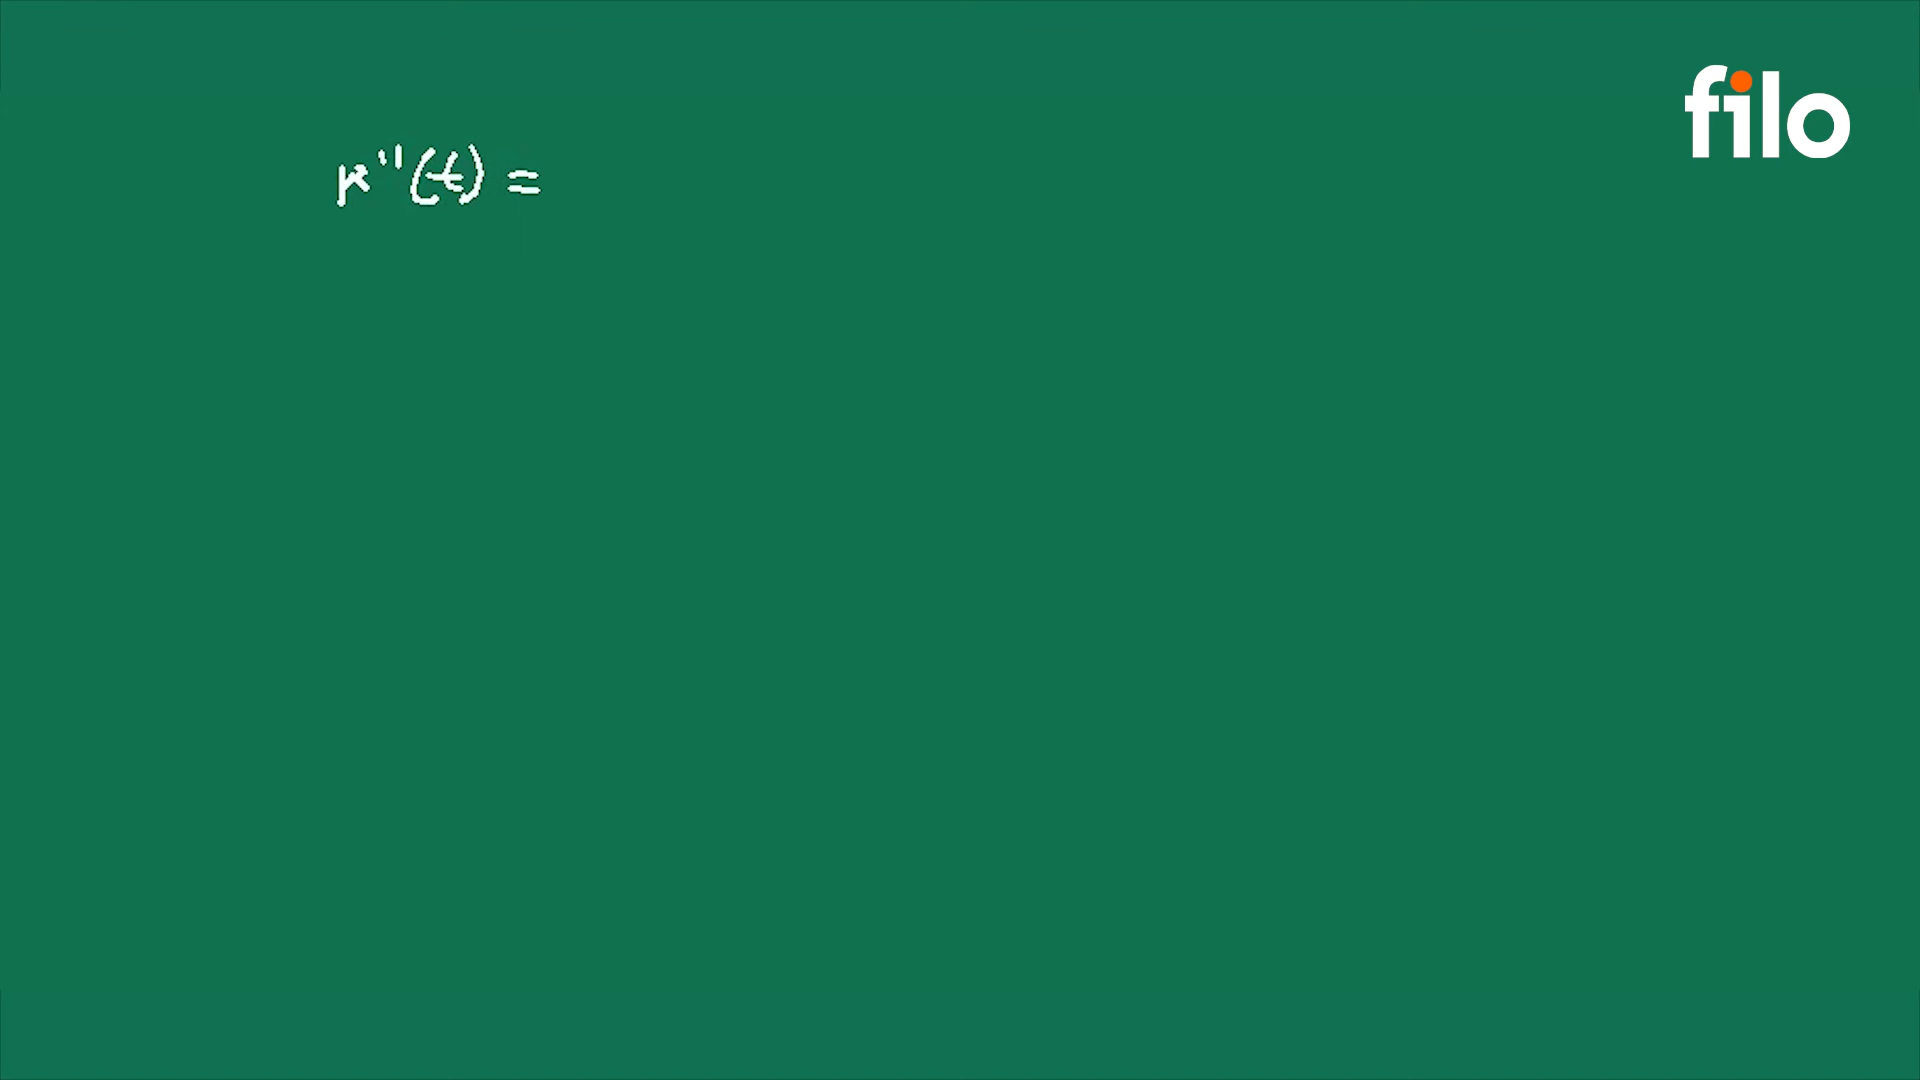 filo
r''(t) =